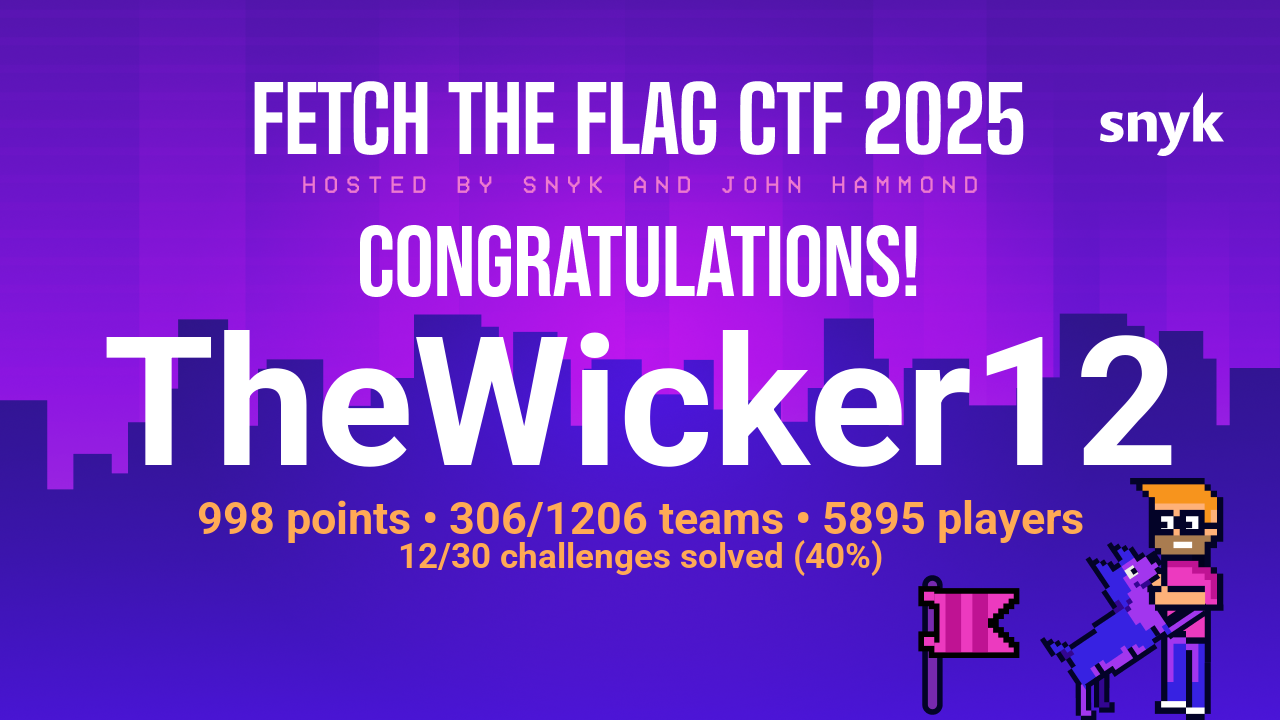 FETCH THE FLAG CTF 2025
snyk
HOSTED BY SNYK AND JOHN HAMMOND
CONGRATULATIONS!
TheWicker12
998 points • 306/1206 teams • 5895 players
12/30 challenges solved (40%)